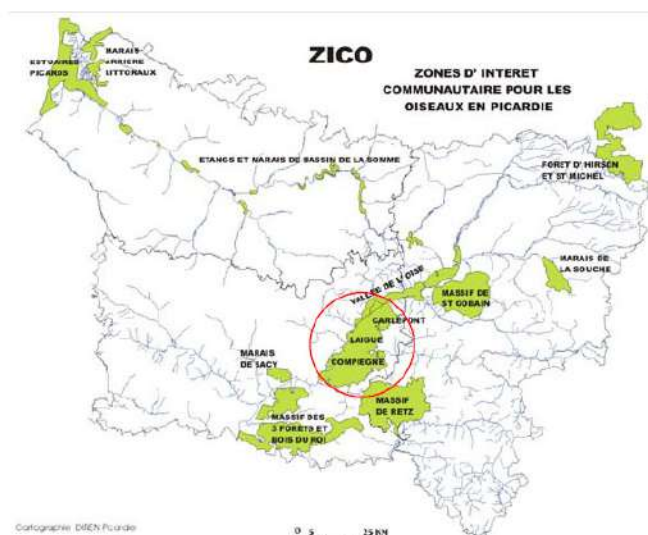 ZICO
ZONES D' INTERET
COMMUNAUTAIRE POUR LES
OISEAUX EN PICARDIE
ESTUAIRES
PICARDS
MARAIS
ARRIERE
LITTORAUX
ETANGS ET MARAIS DE BASSIN DE LA SOMME
FORET D' HIRSON
ET ST MICHEL
MARAIS DE
LA SOUCHE
VALLEE DE L' OISE
MASSIF DE
ST GOBAIN
CARLEPONT
LAIGUE
COMPIEGNE
MARAIS
DE SACY
MASSIF
DE RETZ
MASSIF DES
3 FORETS ET
BOIS DU ROI
Cartographie DIREN Picardie
0 5 25 KM